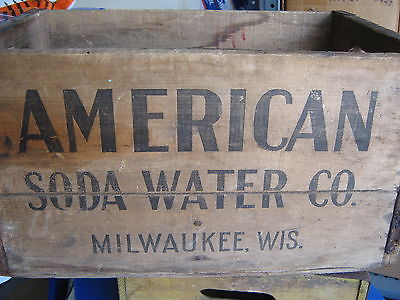 AMERICAN
SODA WATER CO.
MILWAUKEE, WIS.